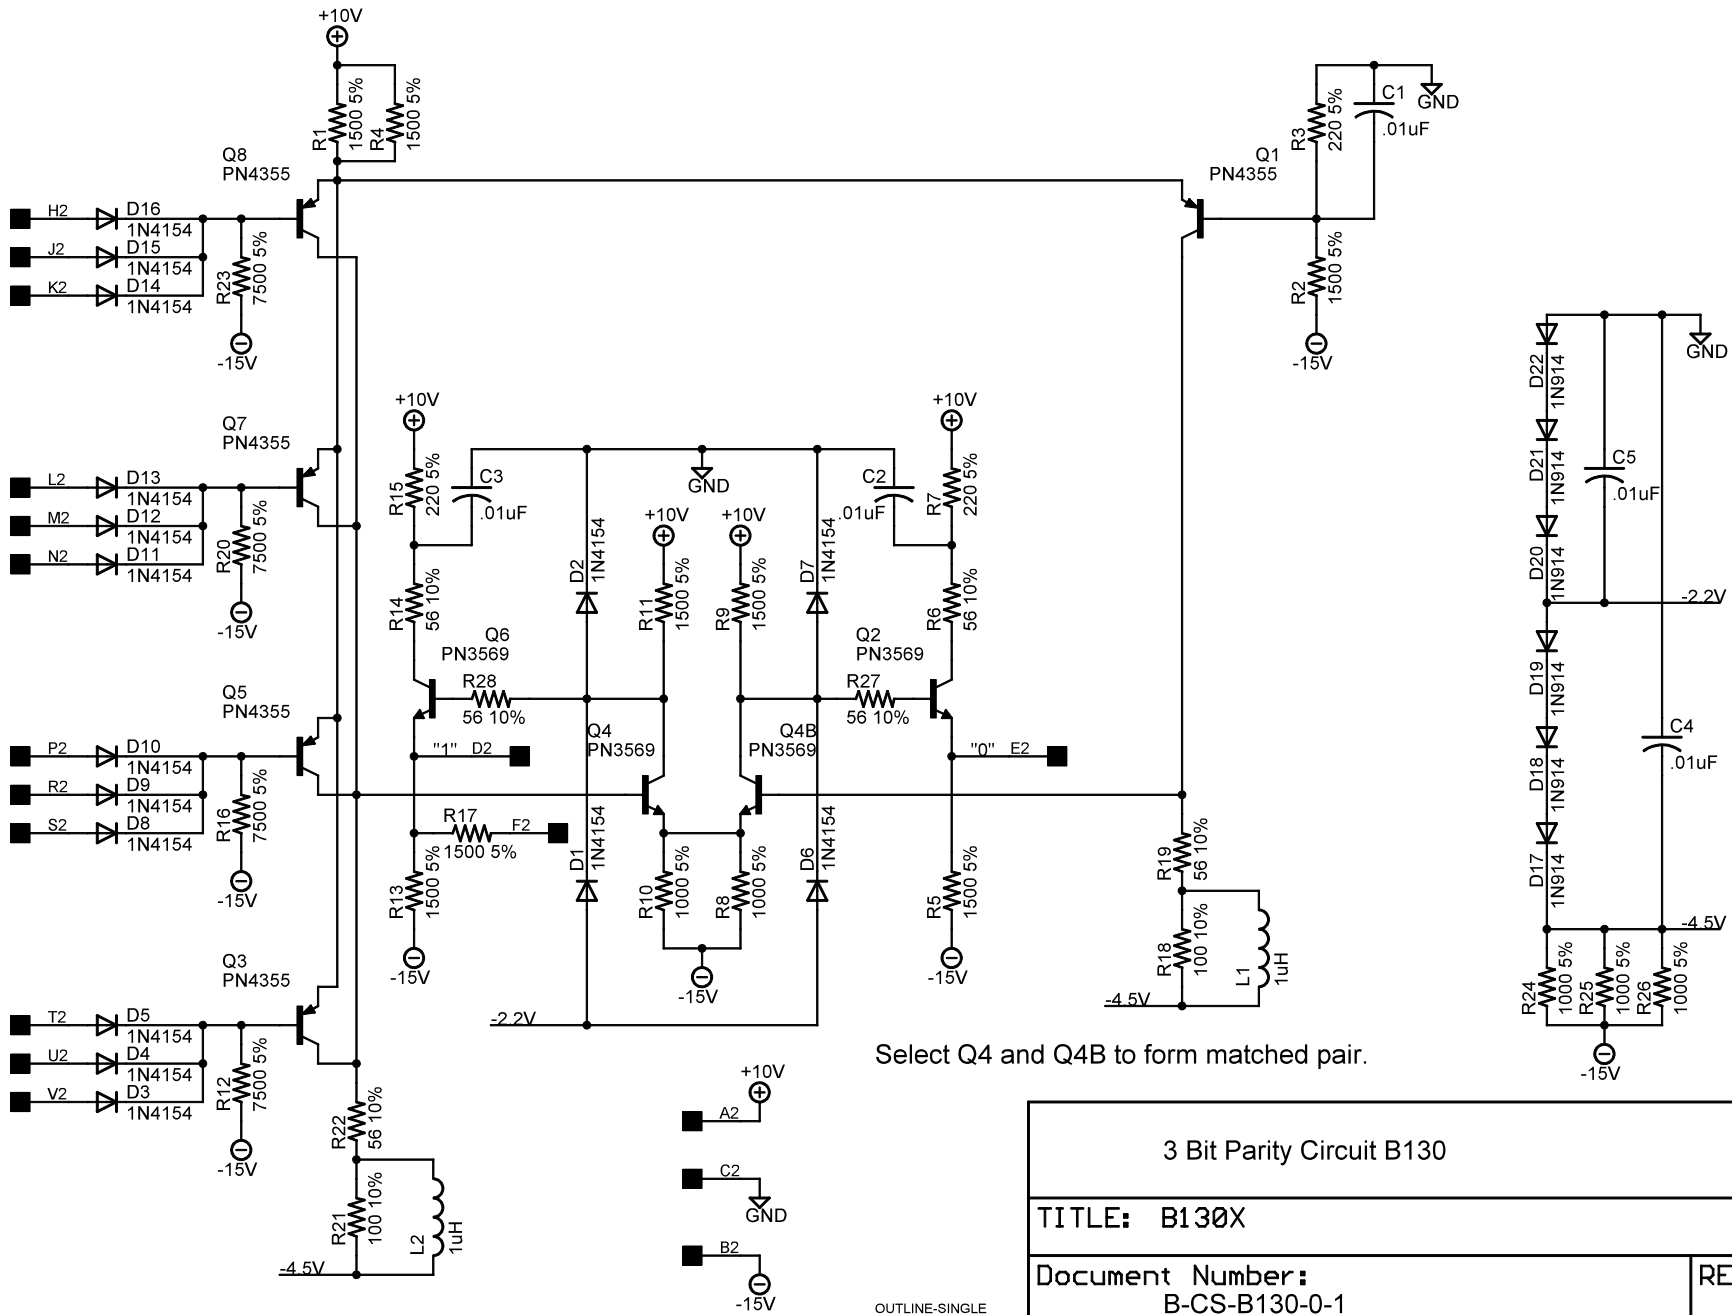 +10V
R1
1500 5%
R4
1500 5%
Q8
PN4355
H2
D16
1N4154
J2
D15
1N4154
K2
D14
1N4154
R23
7500 5%
-15V
Q1
PN4355
R3
220 5%
C1
.01uF
GND
R2
1500 5%
-15V
Q7
PN4355
L2
D13
1N4154
M2
D12
1N4154
N2
D11
1N4154
R20
7500 5%
-15V
+10V
R15
220 5%
C3
.01uF
R14
56 10%
Q6
PN3569
R28
56 10%
"1"
D2
R17
1500 5%
F2
R13
1500 5%
-15V
GND
D2
1N4154
D1
1N4154
+10V
R11
1500 5%
+10V
R9
1500 5%
Q4
PN3569
Q4B
PN3569
R10
1000 5%
R8
1000 5%
-15V
-2.2V
D7
1N4154
D6
1N4154
C2
.01uF
+10V
R7
220 5%
R6
56 10%
Q2
PN3569
R27
56 10%
"0"
E2
R5
1500 5%
-15V
R19
56 10%
R18
100 10%
L1
1uH
-4.5V
Q5
PN4355
P2
D10
1N4154
R2
D9
1N4154
S2
D8
1N4154
R16
7500 5%
-15V
Q3
PN4355
T2
D5
1N4154
U2
D4
1N4154
V2
D3
1N4154
R12
7500 5%
-15V
R22
56 10%
R21
100 10%
L2
1uH
-4.5V
GND
D22
1N914
D21
1N914
D20
1N914
C5
.01uF
-2.2V
D19
1N914
D18
1N914
D17
1N914
C4
.01uF
-4.5V
R24
1000 5%
R25
1000 5%
R26
1000 5%
-15V
Select Q4 and Q4B to form matched pair.
+10V
A2
C2
GND
B2
-15V
OUTLINE-SINGLE
3 Bit Parity Circuit B130
TITLE: B130X
Document Number:
RE
B-CS-B130-0-1